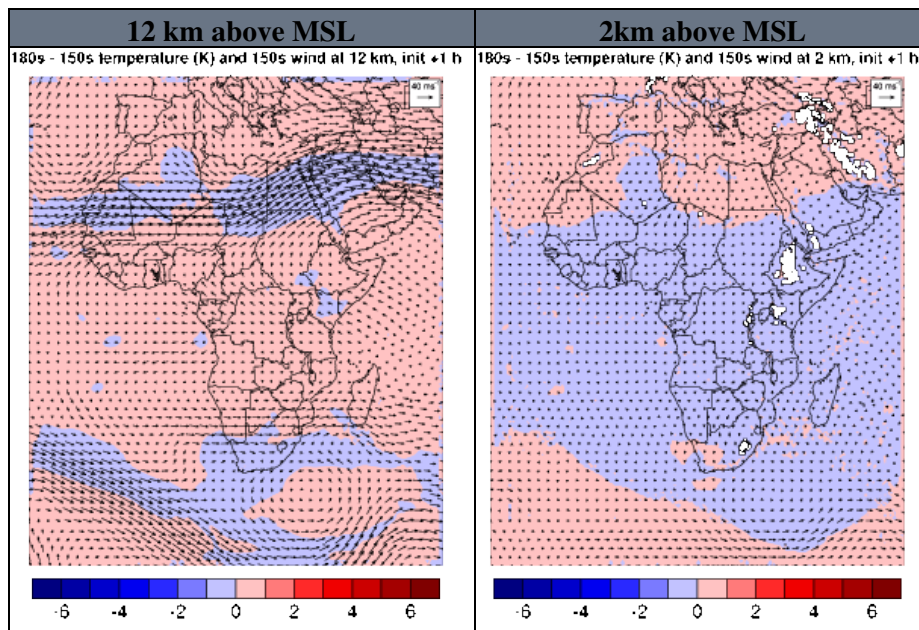 12 km above MSL
2km above MSL
180s - 150s temperature (K) and 150s wind at 12 km, init +1 h
180s - 150s temperature (K) and 150s wind at 2 km, init +1 h
40 ms
40 ms
-6 -4 -2 0 2 4 6
-6 -4 -2 0 2 4 6